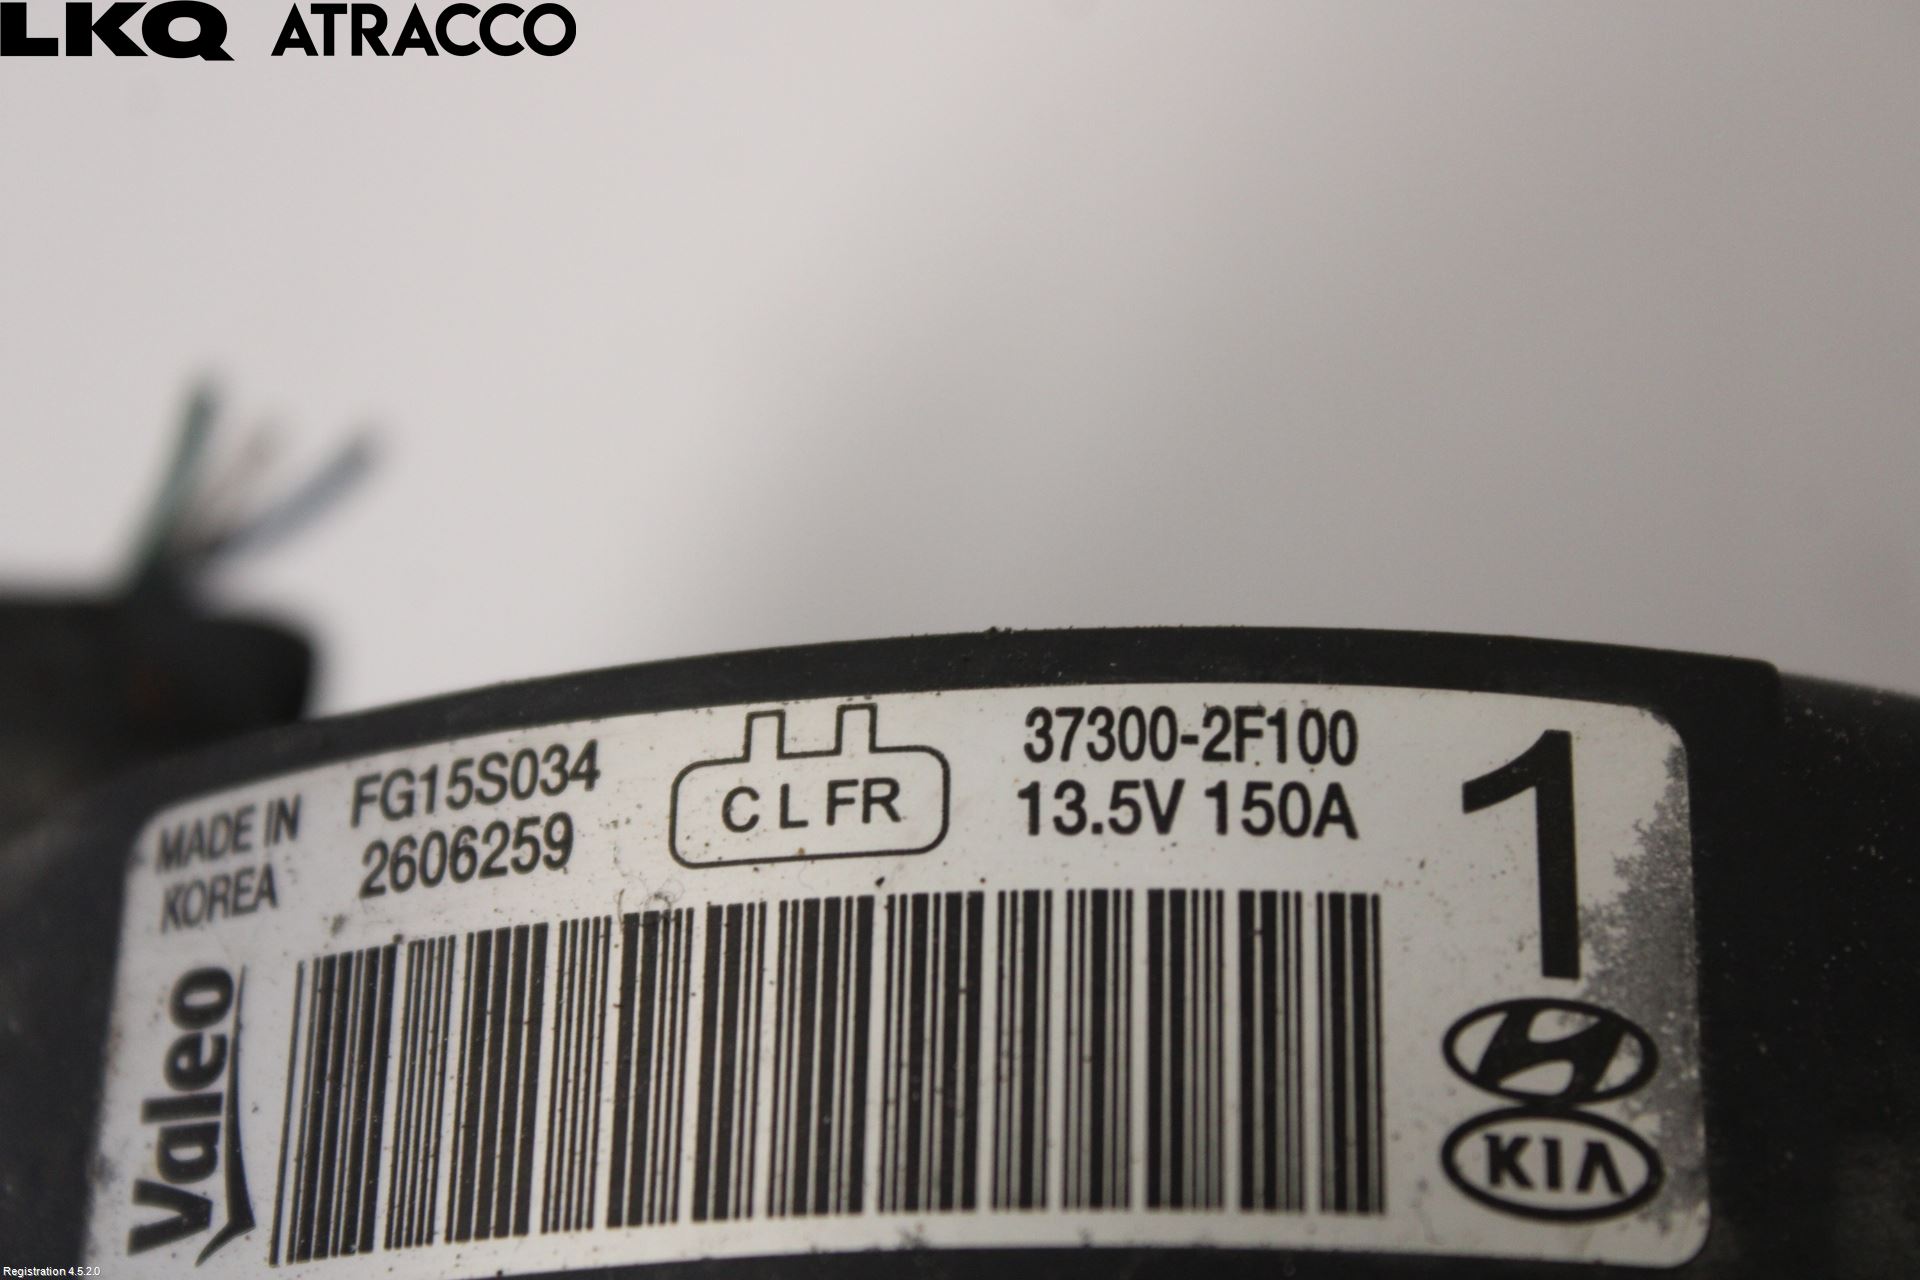 LKQ ATRACCO
MADE IN
KOREA
FG15S034
2606259
C L FR
37300-2F100
13.5V 150A
1
Valeo
KIA
Registration 4.5.2.0